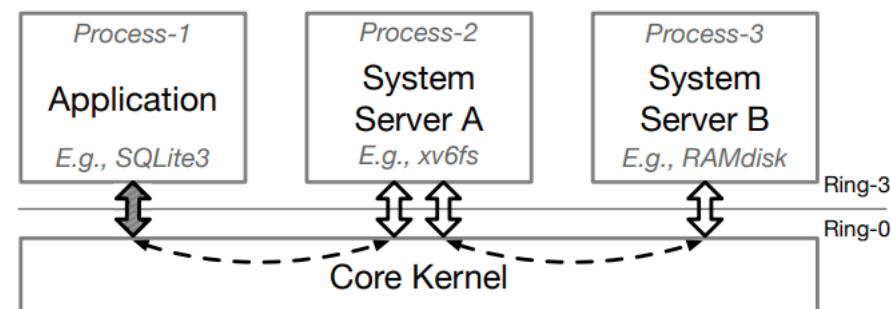 Process-1
Application
E.g., SQLite3
Process-2
System
Server A
E.g., xv6fs
Process-3
System
Server B
E.g., RAMdisk
Ring-3
Ring-0
Core Kernel